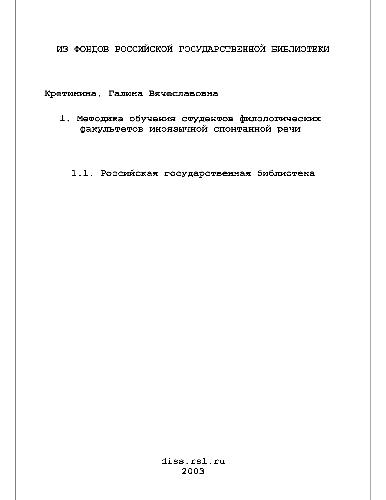 ИЗ ФОНДОВ РОССИЙСКОЙ ГОСУДАРСТВЕННОЙ БИБЛИОТЕКИ
Кретинина, Галина Вячеславовна
1. Методика обучения студентов филологических
факультетов иноязычной спонтанной речи
1.1. Российская государственная библиотека
diss.rsl.ru
2003